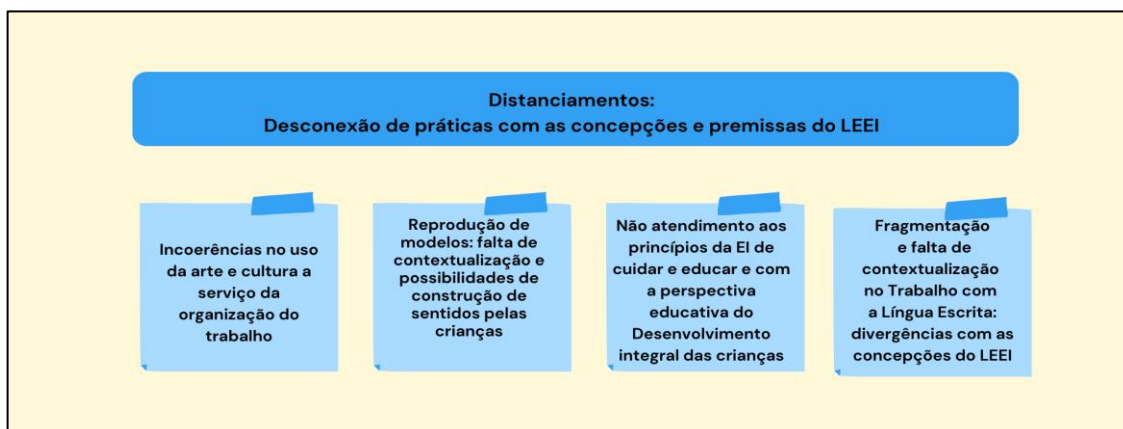 Distanciamentos:
Desconexão de práticas com as concepções e premissas do LEEI
Incoerências no uso
da arte e cultura a
serviço da
organização do
trabalho
Reprodução de
modelos: falta de
contextualização e
possibilidades de
construção de
sentidos pelas
crianças
Não atendimento aos
princípios da EI de
cuidar e educar e com
a perspectiva
educativa do
Desenvolvimento
integral das crianças
Fragmentação
e falta de
contextualização
no Trabalho com
a Língua Escrita:
divergências com as
concepções do LEEI